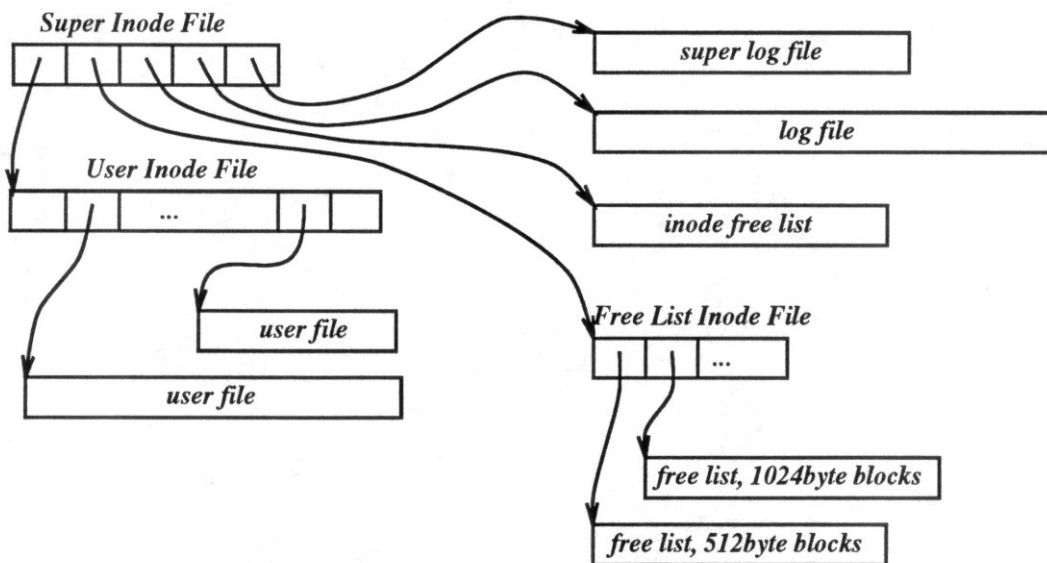 Super Inode File
super log file
log file
User Inode File
...
inode free list
user file
Free List Inode File
...
user file
free list, 1024byte blocks
free list, 512byte blocks